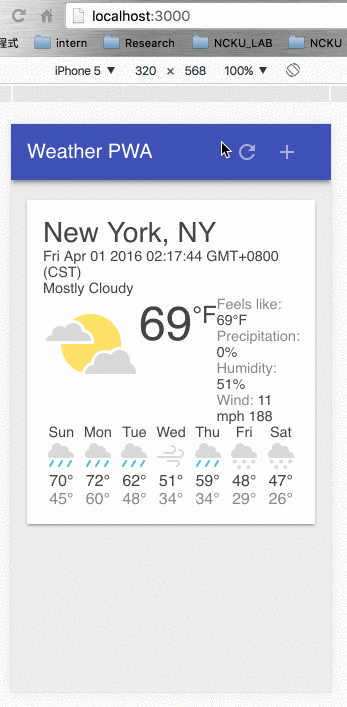 localhost:3000
程式 intern Research NCKU_LAB NCKU
iPhone 5 ▼ 320 × 568 100% ▼
Weather PWA
New York, NY
Fri Apr 01 2016 02:17:44 GMT+0800
(CST)
Mostly Cloudy
69°F
Feels like:
69°F
Precipitation:
0%
Humidity:
51%
Wind: 11
mph 188
Sun Mon Tue Wed Thu Fri Sat
70° 72° 62° 51° 59° 48° 47°
45° 60° 48° 34° 34° 29° 26°